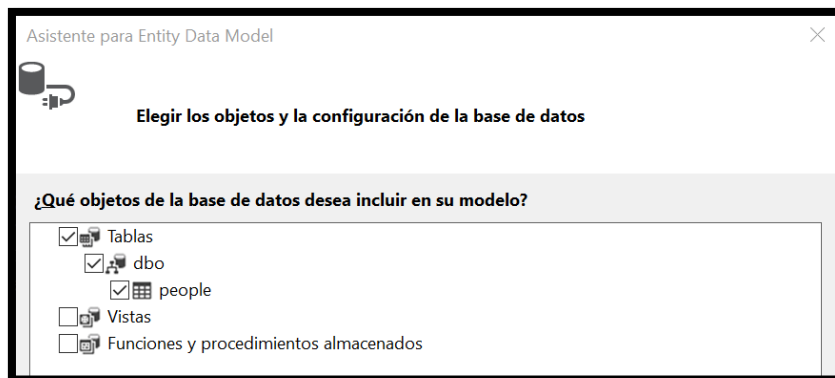 Asistente para Entity Data Model
Elegir los objetos y la configuración de la base de datos
¿Qué objetos de la base de datos desea incluir en su modelo?
Tablas
dbo
people
Vistas
Funciones y procedimientos almacenados